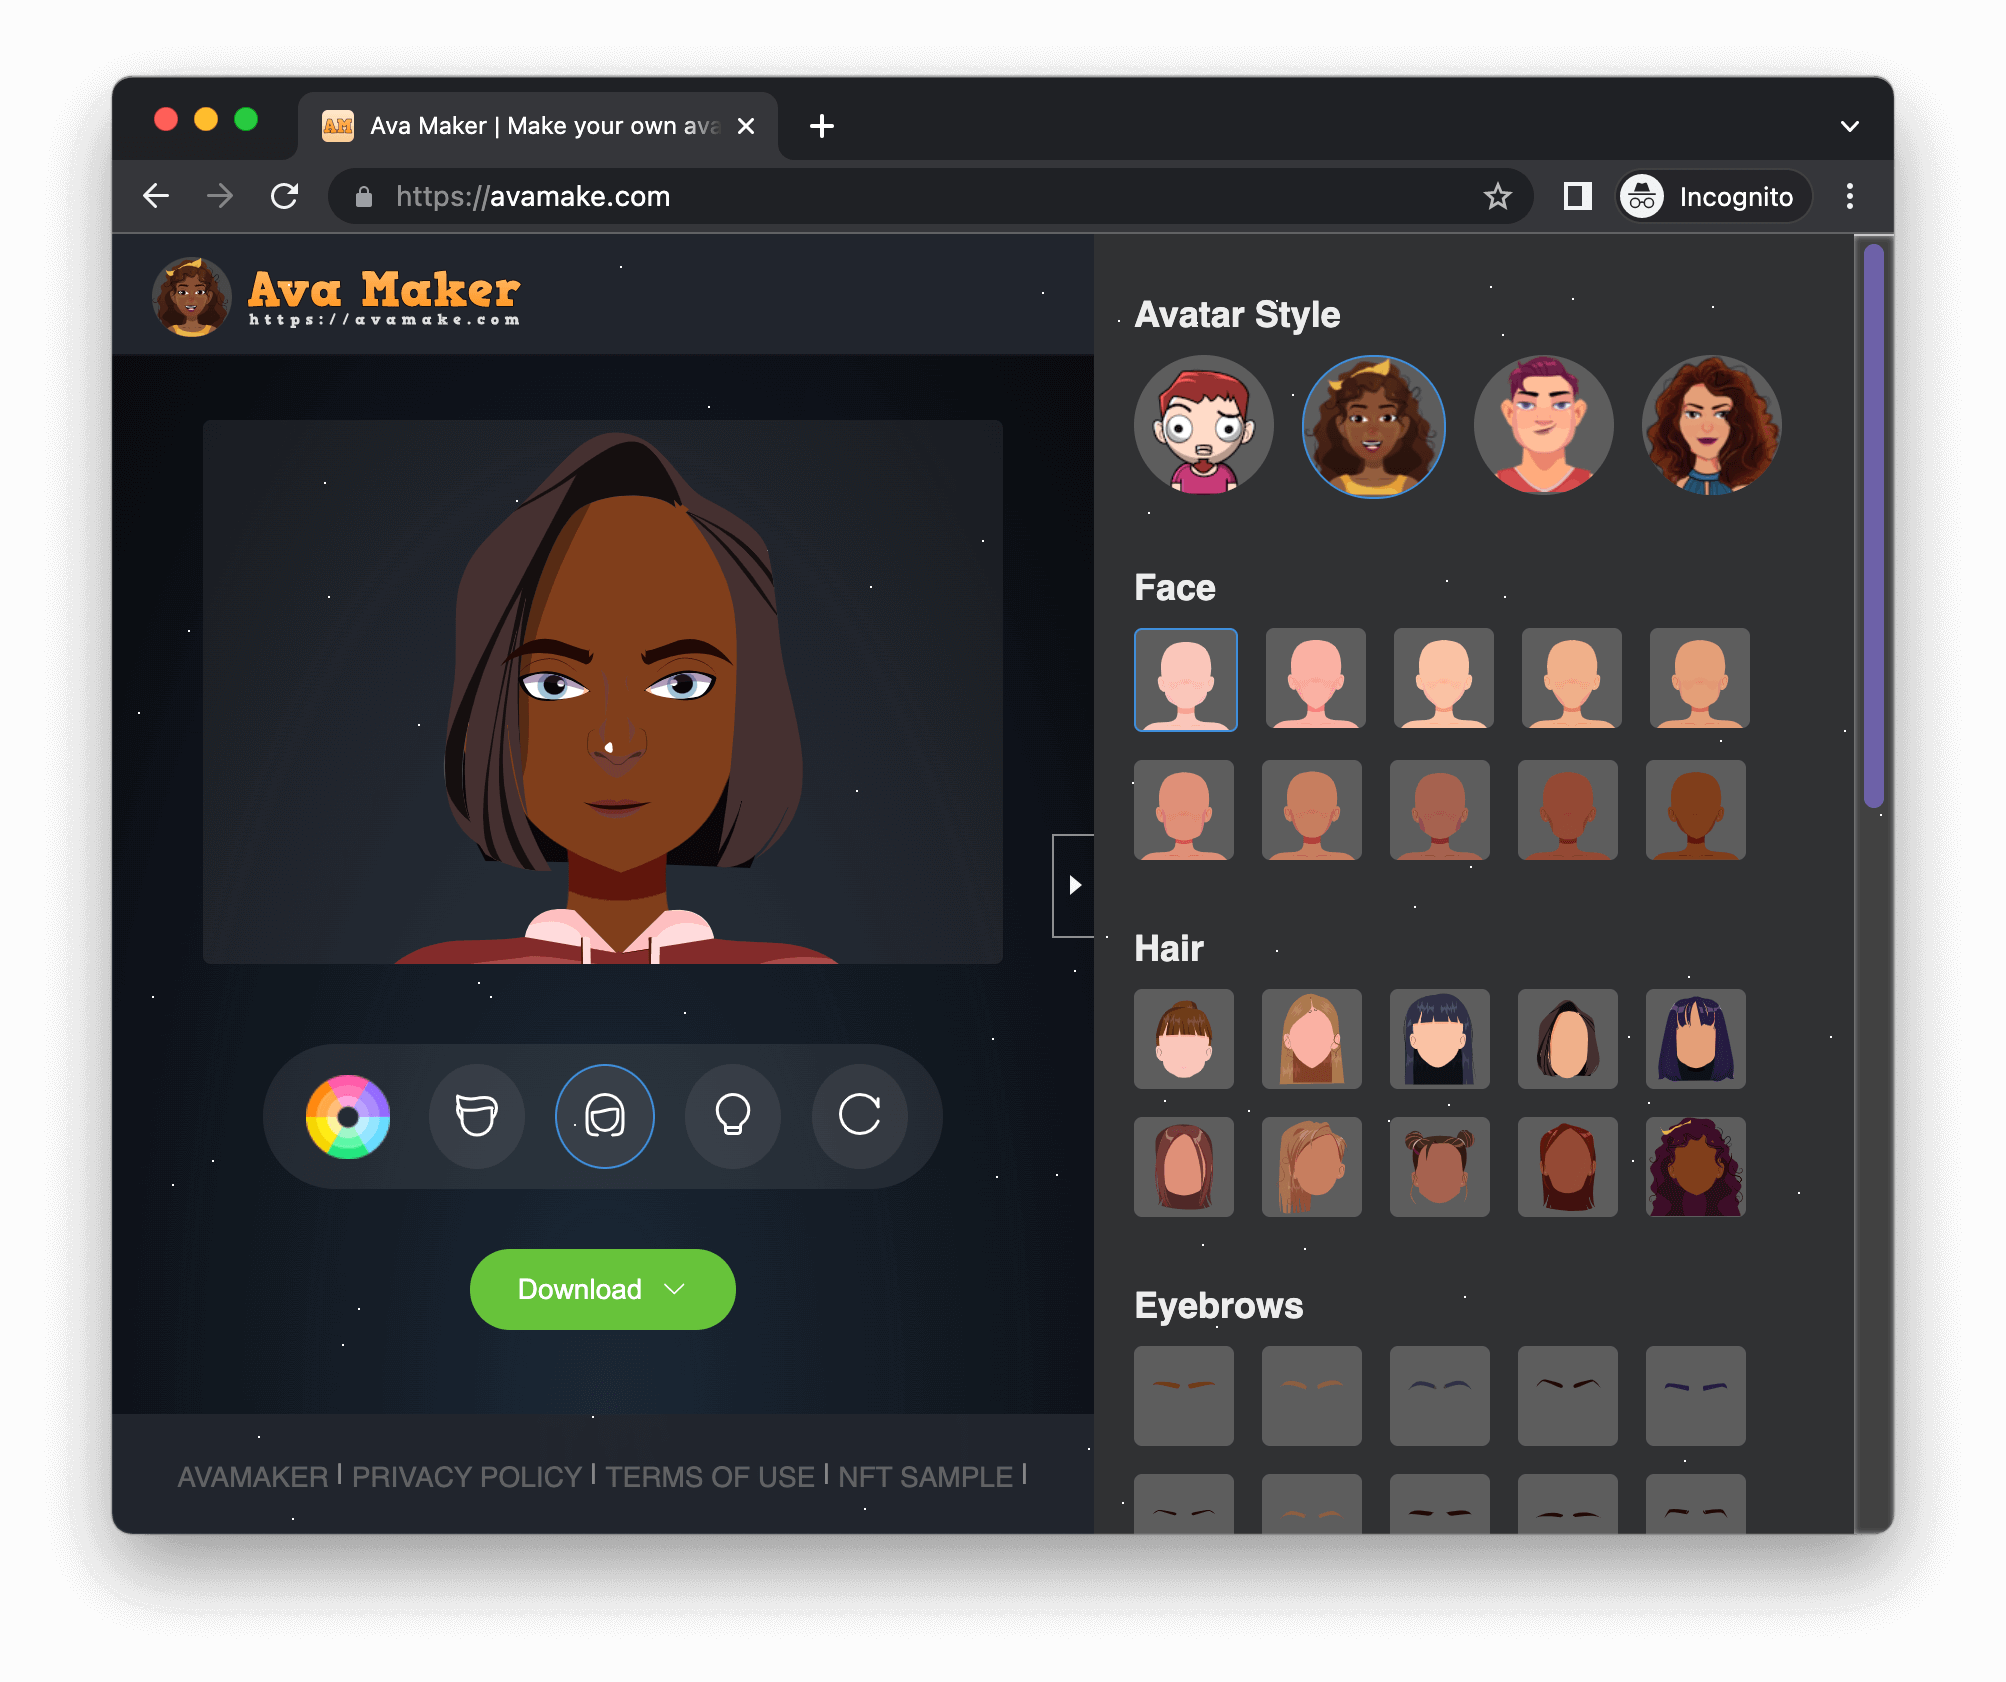 AM Ava Maker | Make your own ava
https://avamake.com
Incognito
Ava Maker
https://avamake.com
Avatar Style
Face
Hair
Eyebrows
Download
AVAMAKER | PRIVACY POLICY | TERMS OF USE | NFT SAMPLE |